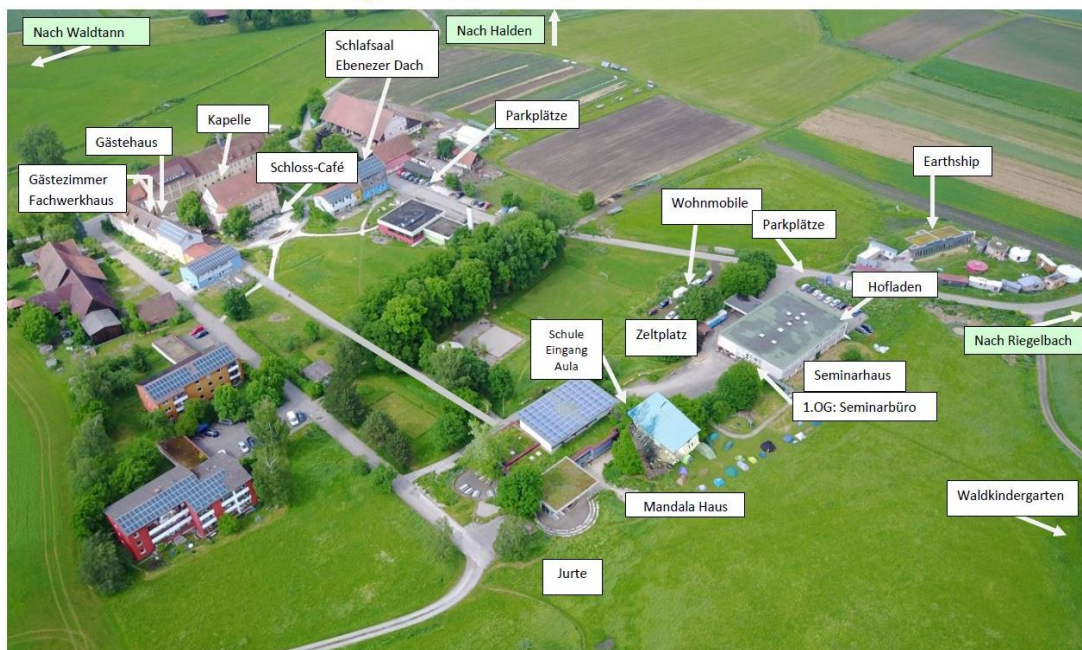 Nach Waldtann
Nach Halden
Schlafsaal
Ebenezer Dach
Parkplätze
Kapelle
Gästehaus
Schloss-Café
Gästezimmer
Fachwerkhaus
Earthship
Wohnmobile
Parkplätze
Hofladen
Schule
Eingang
Aula
Zeltplatz
Nach Riegelbach
Seminarhaus
1.OG: Seminarbüro
Mandala Haus
Waldkindergarten
Jurte